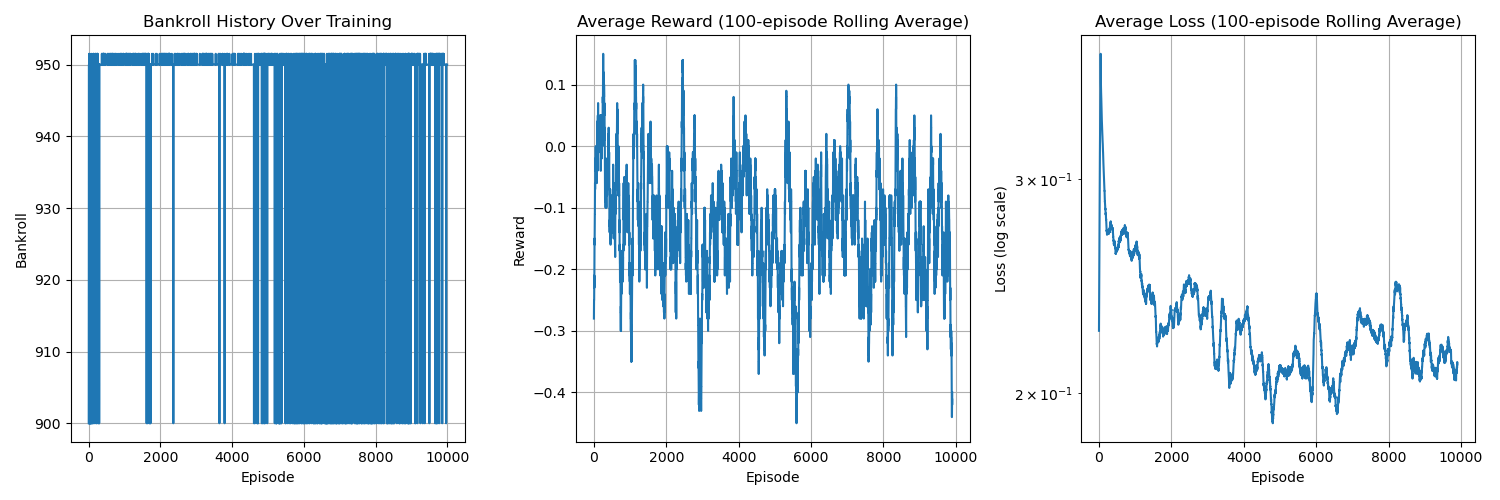 Bankroll History Over Training
950
940
930
920
910
900
Bankroll
0
2000
4000
6000
8000
10000
Episode
Average Reward (100-episode Rolling Average)
0.1
0.0
−0.1
−0.2
−0.3
−0.4
Reward
0
2000
4000
6000
8000
10000
Episode
Average Loss (100-episode Rolling Average)
3 × 10⁻¹
2 × 10⁻¹
Loss (log scale)
0
2000
4000
6000
8000
10000
Episode